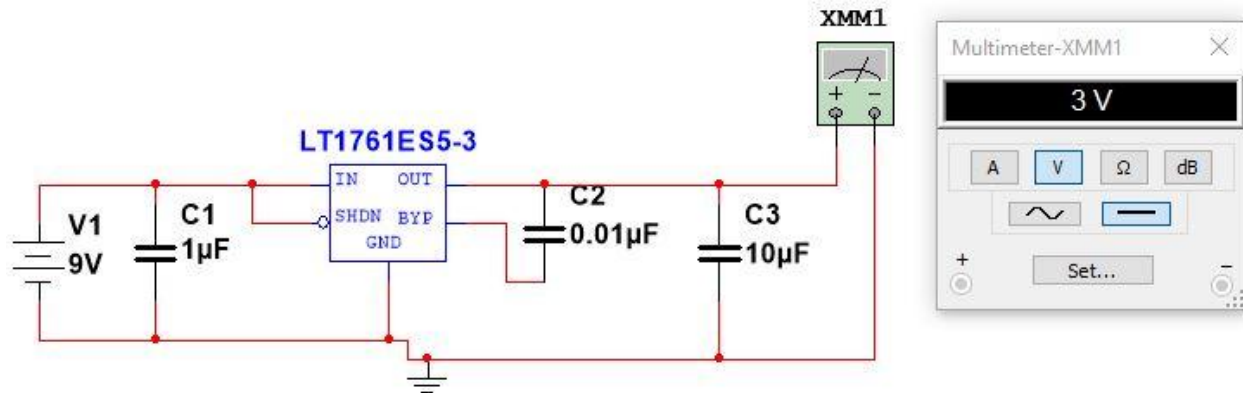 XMM1
Multimeter-XMM1
3 V
A V Ω dB
Set...
+ −
+ −
LT1761ES5-3
IN OUT
SHDN BYP
GND
V1
9V
C1
1µF
C2
0.01µF
C3
10µF